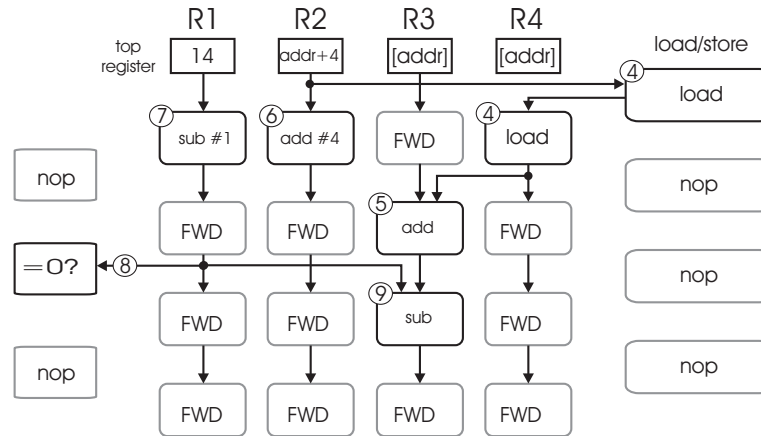 R1 R2 R3 R4
top register 14 addr+4 [addr] [addr] load/store
4 load
7 sub #1 6 add #4 FWD 4 load
nop nop
FWD FWD 5 add FWD
=0? 8 nop
FWD FWD 9 sub FWD
nop nop
FWD FWD FWD FWD